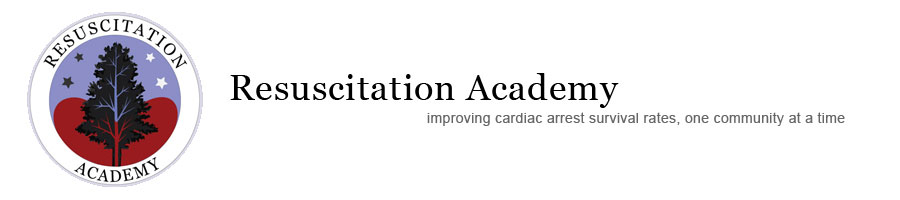 RESUSCITATION
ACADEMY
Resuscitation Academy
improving cardiac arrest survival rates, one community at a time